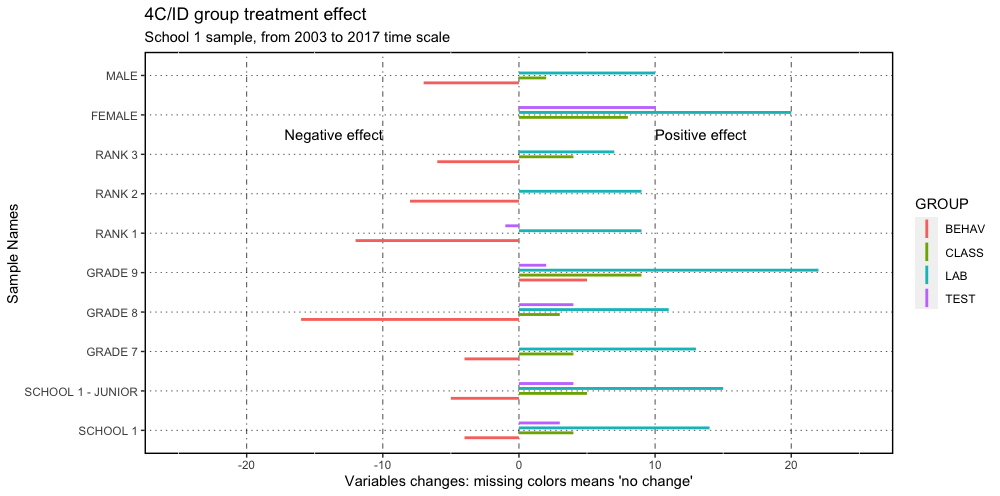 4C/ID group treatment effect
School 1 sample, from 2003 to 2017 time scale
Sample Names
MALE
FEMALE
Negative effect
Positive effect
RANK 3
RANK 2
RANK 1
GRADE 9
GRADE 8
GRADE 7
SCHOOL 1 - JUNIOR
SCHOOL 1
-20 -10 0 10 20
Variables changes: missing colors means 'no change'
GROUP
BEHAV
CLASS
LAB
TEST